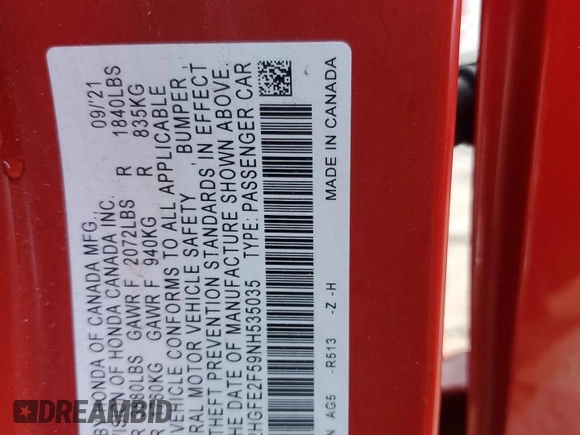 HONDA OF CANADA MFG. 09/'21
OF HONDA CANADA INC.
GAWR F 2072LBS R 1840LBS
GAWR F 940KG R 835KG
VEHICLE CONFORMS TO ALL APPLICABLE
MOTOR VEHICLE SAFETY, BUMPER,
THEFT PREVENTION STANDARDS IN EFFECT
DATE OF MANUFACTURE SHOWN ABOVE.
2HGFE2F59NH535035 TYPE: PASSENGER CAR
AG5 -R513 -Z -H MADE IN CANADA
RIDESAFELY